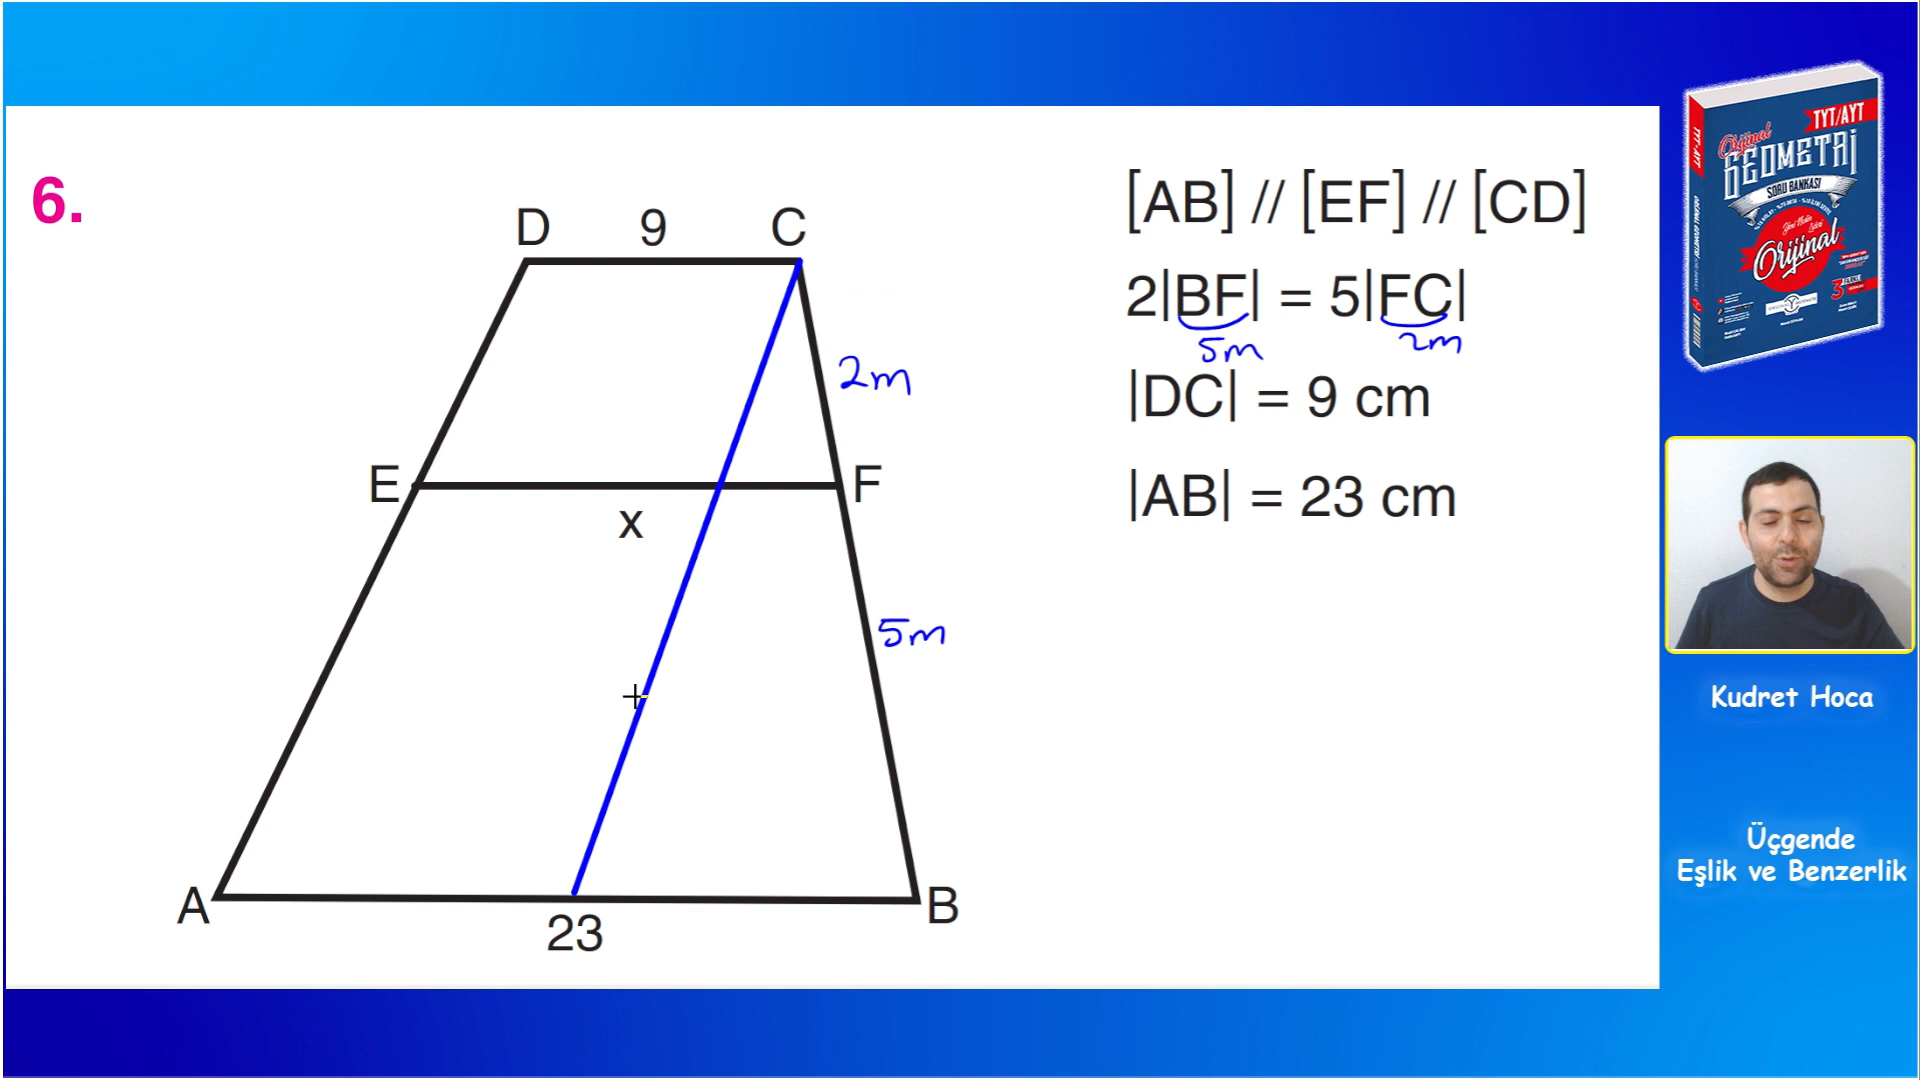 6.
D 9 C
E F
x
A B
23
2m
5m
[AB] // [EF] // [CD]
2|BF| = 5|FC|
5m 2m
|DC| = 9 cm
|AB| = 23 cm
TYT/AYT
Orijinal
GEOMETRİ
SORU BANKASI
Orijinal
Kudret Hoca
Üçgende
Eşlik ve Benzerlik